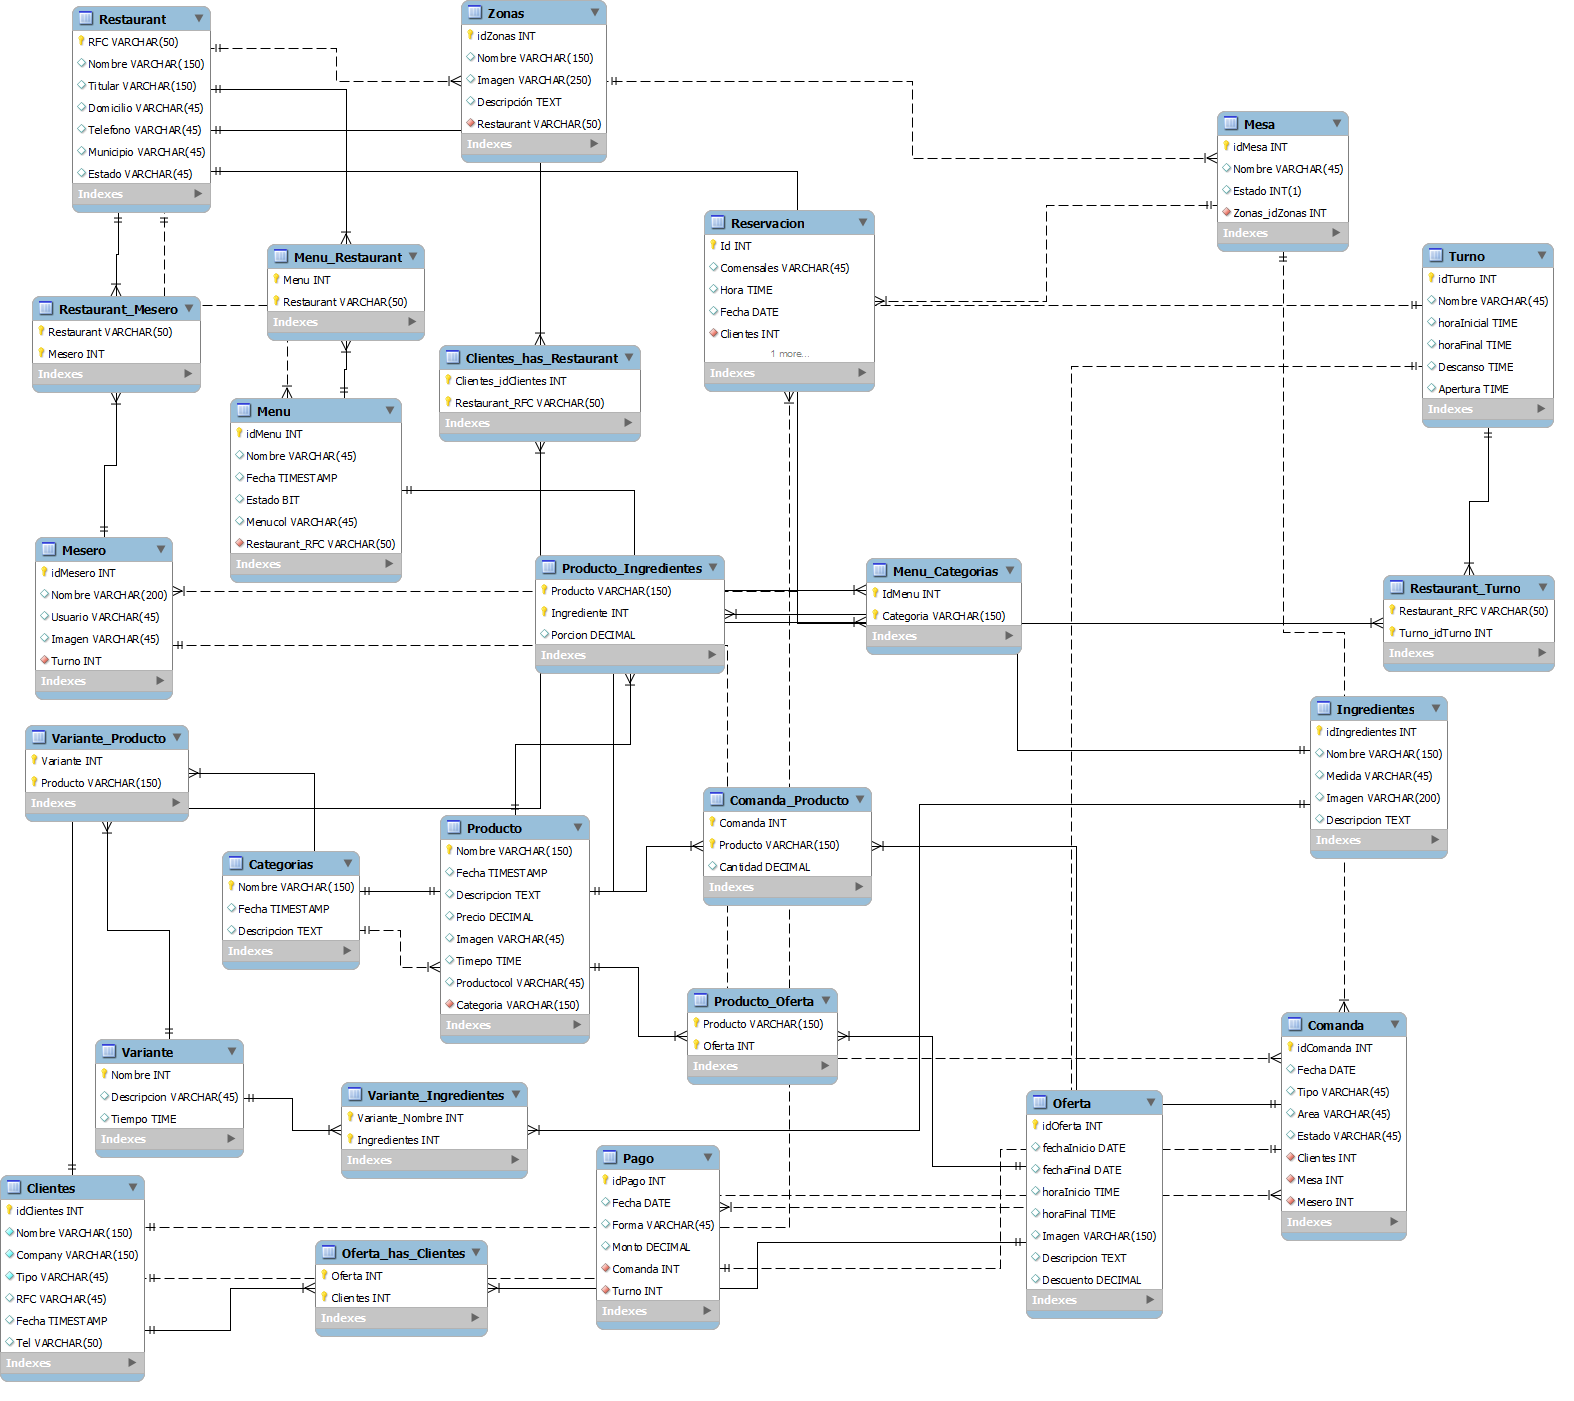 Restaurant
RFC VARCHAR(50)
Nombre VARCHAR(150)
Titular VARCHAR(150)
Domicilio VARCHAR(45)
Telefono VARCHAR(45)
Municipio VARCHAR(45)
Estado VARCHAR(45)
Indexes
Zonas
idZonas INT
Nombre VARCHAR(150)
Imagen VARCHAR(250)
Descripción TEXT
Restaurant VARCHAR(50)
Indexes
Mesa
idMesa INT
Nombre VARCHAR(45)
Estado INT(1)
Zonas_idZonas INT
Indexes
Reservacion
Id INT
Comensales VARCHAR(45)
Hora TIME
Fecha DATE
Clientes INT
1 more...
Indexes
Turno
idTurno INT
Nombre VARCHAR(45)
horaInicial TIME
horaFinal TIME
Descanso TIME
Apertura TIME
Indexes
Menu_Restaurant
Menu INT
Restaurant VARCHAR(50)
Indexes
Restaurant_Mesero
Restaurant VARCHAR(50)
Mesero INT
Indexes
Clientes_has_Restaurant
Clientes_idClientes INT
Restaurant_RFC VARCHAR(50)
Indexes
Menu
idMenu INT
Nombre VARCHAR(45)
Fecha TIMESTAMP
Estado BIT
Menucol VARCHAR(45)
Restaurant_RFC VARCHAR(50)
Indexes
Mesero
idMesero INT
Nombre VARCHAR(200)
Usuario VARCHAR(45)
Imagen VARCHAR(45)
Turno INT
Indexes
Producto_Ingredientes
Producto VARCHAR(150)
Ingrediente INT
Porcion DECIMAL
Indexes
Menu_Categorias
IdMenu INT
Categoria VARCHAR(150)
Indexes
Restaurant_Turno
Restaurant_RFC VARCHAR(50)
Turno_idTurno INT
Indexes
Ingredientes
idIngredientes INT
Nombre VARCHAR(150)
Medida VARCHAR(45)
Imagen VARCHAR(200)
Descripcion TEXT
Indexes
Variante_Producto
Variante INT
Producto VARCHAR(150)
Indexes
Comanda_Producto
Comanda INT
Producto VARCHAR(150)
Cantidad DECIMAL
Indexes
Producto
Nombre VARCHAR(150)
Fecha TIMESTAMP
Descripcion TEXT
Precio DECIMAL
Imagen VARCHAR(45)
Timepo TIME
Productocol VARCHAR(45)
Categoria VARCHAR(150)
Indexes
Categorias
Nombre VARCHAR(150)
Fecha TIMESTAMP
Descripcion TEXT
Indexes
Producto_Oferta
Producto VARCHAR(150)
Oferta INT
Indexes
Comanda
idComanda INT
Fecha DATE
Tipo VARCHAR(45)
Area VARCHAR(45)
Estado VARCHAR(45)
Clientes INT
Mesa INT
Mesero INT
Indexes
Variante
Nombre INT
Descripcion VARCHAR(45)
Tiempo TIME
Indexes
Variante_Ingredientes
Variante_Nombre INT
Ingredientes INT
Indexes
Oferta
idOferta INT
fechaInicio DATE
fechaFinal DATE
horaInicio TIME
horaFinal TIME
Imagen VARCHAR(150)
Descripcion TEXT
Descuento DECIMAL
Indexes
Pago
idPago INT
Fecha DATE
Forma VARCHAR(45)
Monto DECIMAL
Comanda INT
Turno INT
Indexes
Clientes
idClientes INT
Nombre VARCHAR(150)
Company VARCHAR(150)
Tipo VARCHAR(45)
RFC VARCHAR(45)
Fecha TIMESTAMP
Tel VARCHAR(50)
Indexes
Oferta_has_Clientes
Oferta INT
Clientes INT
Indexes